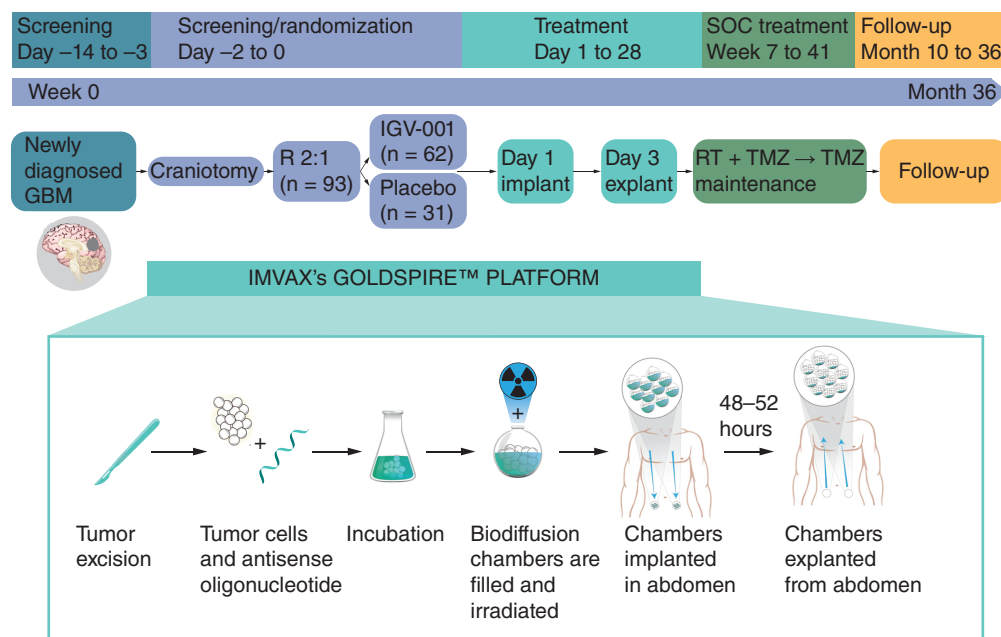 Screening
Day –14 to –3
Screening/randomization
Day –2 to 0
Treatment
Day 1 to 28
SOC treatment
Week 7 to 41
Follow-up
Month 10 to 36
Week 0
Month 36
Newly
diagnosed
GBM
Craniotomy
R 2:1
(n = 93)
IGV-001
(n = 62)
Placebo
(n = 31)
Day 1
implant
Day 3
explant
RT + TMZ → TMZ
maintenance
Follow-up
IMVAX's GOLDSPIRE™ PLATFORM
+
+
48–52
hours
Tumor
excision
Tumor cells
and antisense
oligonucleotide
Incubation
Biodiffusion
chambers are
filled and
irradiated
Chambers
implanted
in abdomen
Chambers
explanted
from abdomen